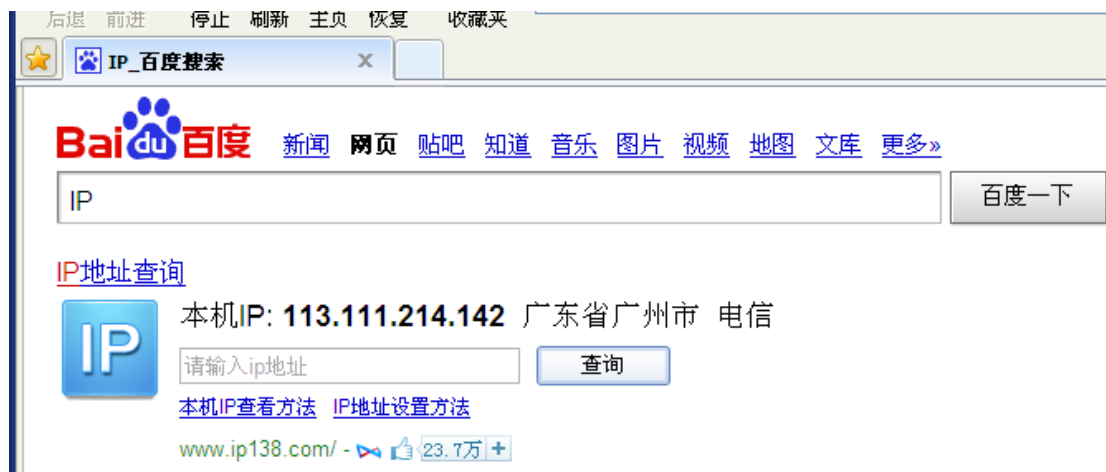 后退 前进 停止 刷新 主页 恢复 收藏夹
IP_百度搜索 x
Bai du 百度 新闻 网页 贴吧 知道 音乐 图片 视频 地图 文库 更多»
IP 百度一下
IP地址查询
IP 本机IP: 113.111.214.142 广东省广州市 电信
请输入ip地址 查询
本机IP查看方法 IP地址设置方法
www.ip138.com/ - 23.7万 +